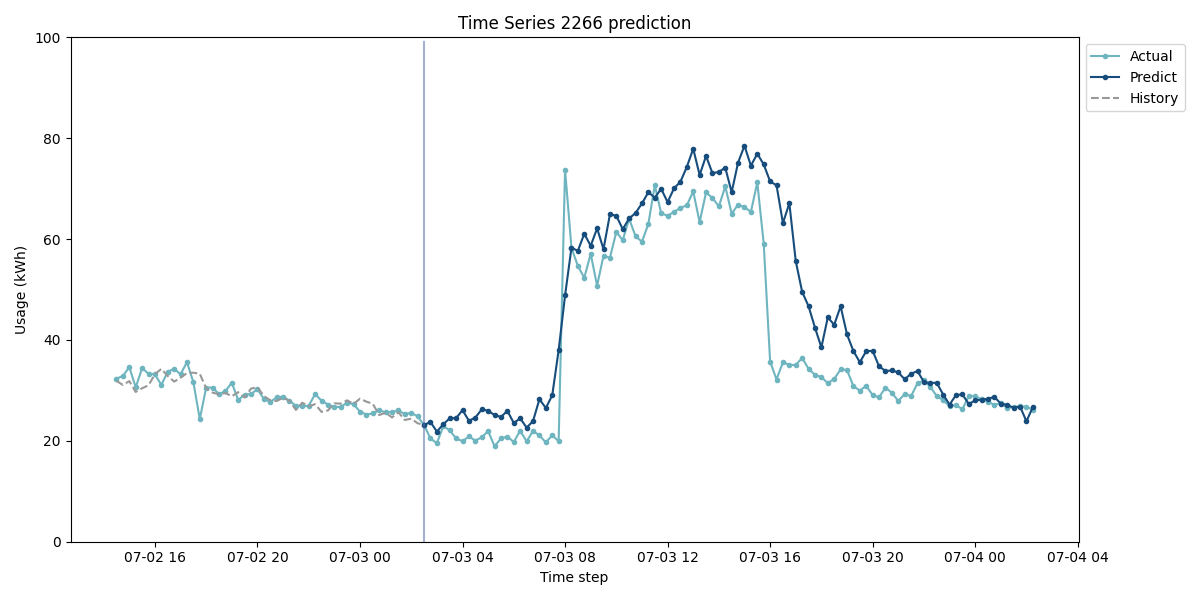 Time Series 2266 prediction
100
80
60
40
20
0
Usage (kWh)
07-02 16
07-02 20
07-03 00
07-03 04
07-03 08
07-03 12
07-03 16
07-03 20
07-04 00
07-04 04
Time step
Actual
Predict
History